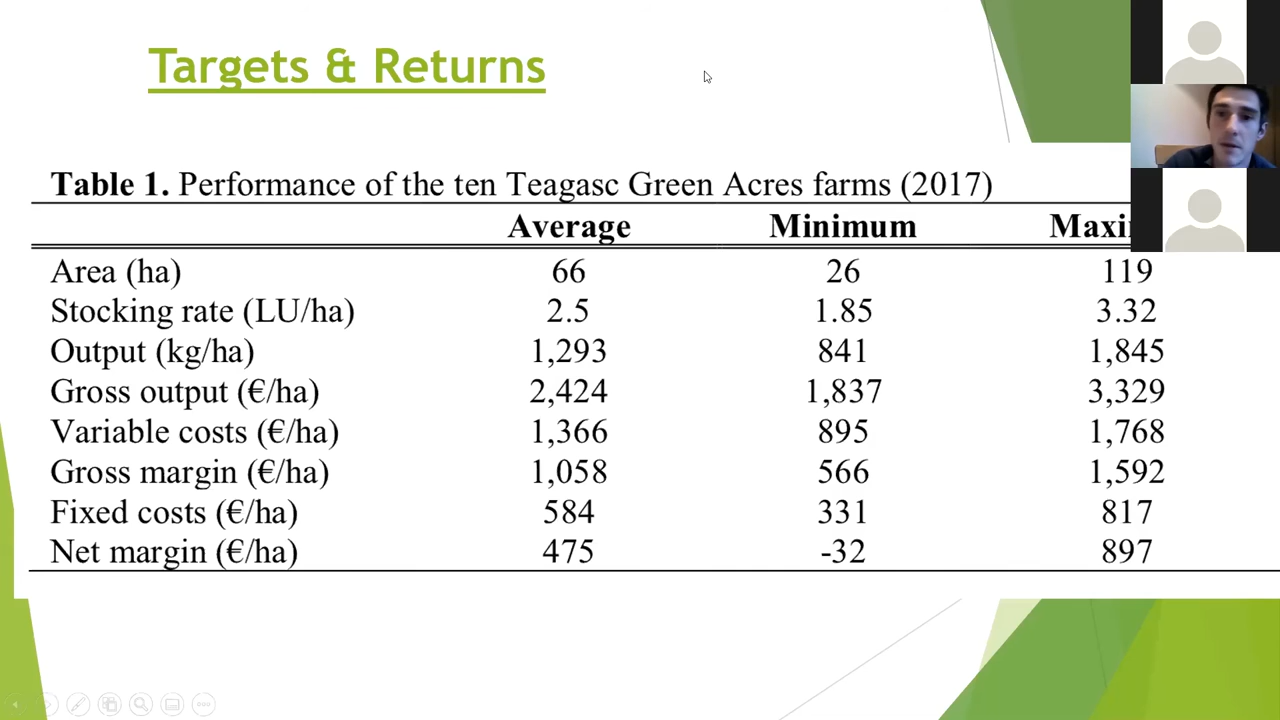 Targets & Returns
Table 1. Performance of the ten Teagasc Green Acres farms (2017)
Average Minimum Maxi
Area (ha) 66 26 119
Stocking rate (LU/ha) 2.5 1.85 3.32
Output (kg/ha) 1,293 841 1,845
Gross output (€/ha) 2,424 1,837 3,329
Variable costs (€/ha) 1,366 895 1,768
Gross margin (€/ha) 1,058 566 1,592
Fixed costs (€/ha) 584 331 817
Net margin (€/ha) 475 -32 897